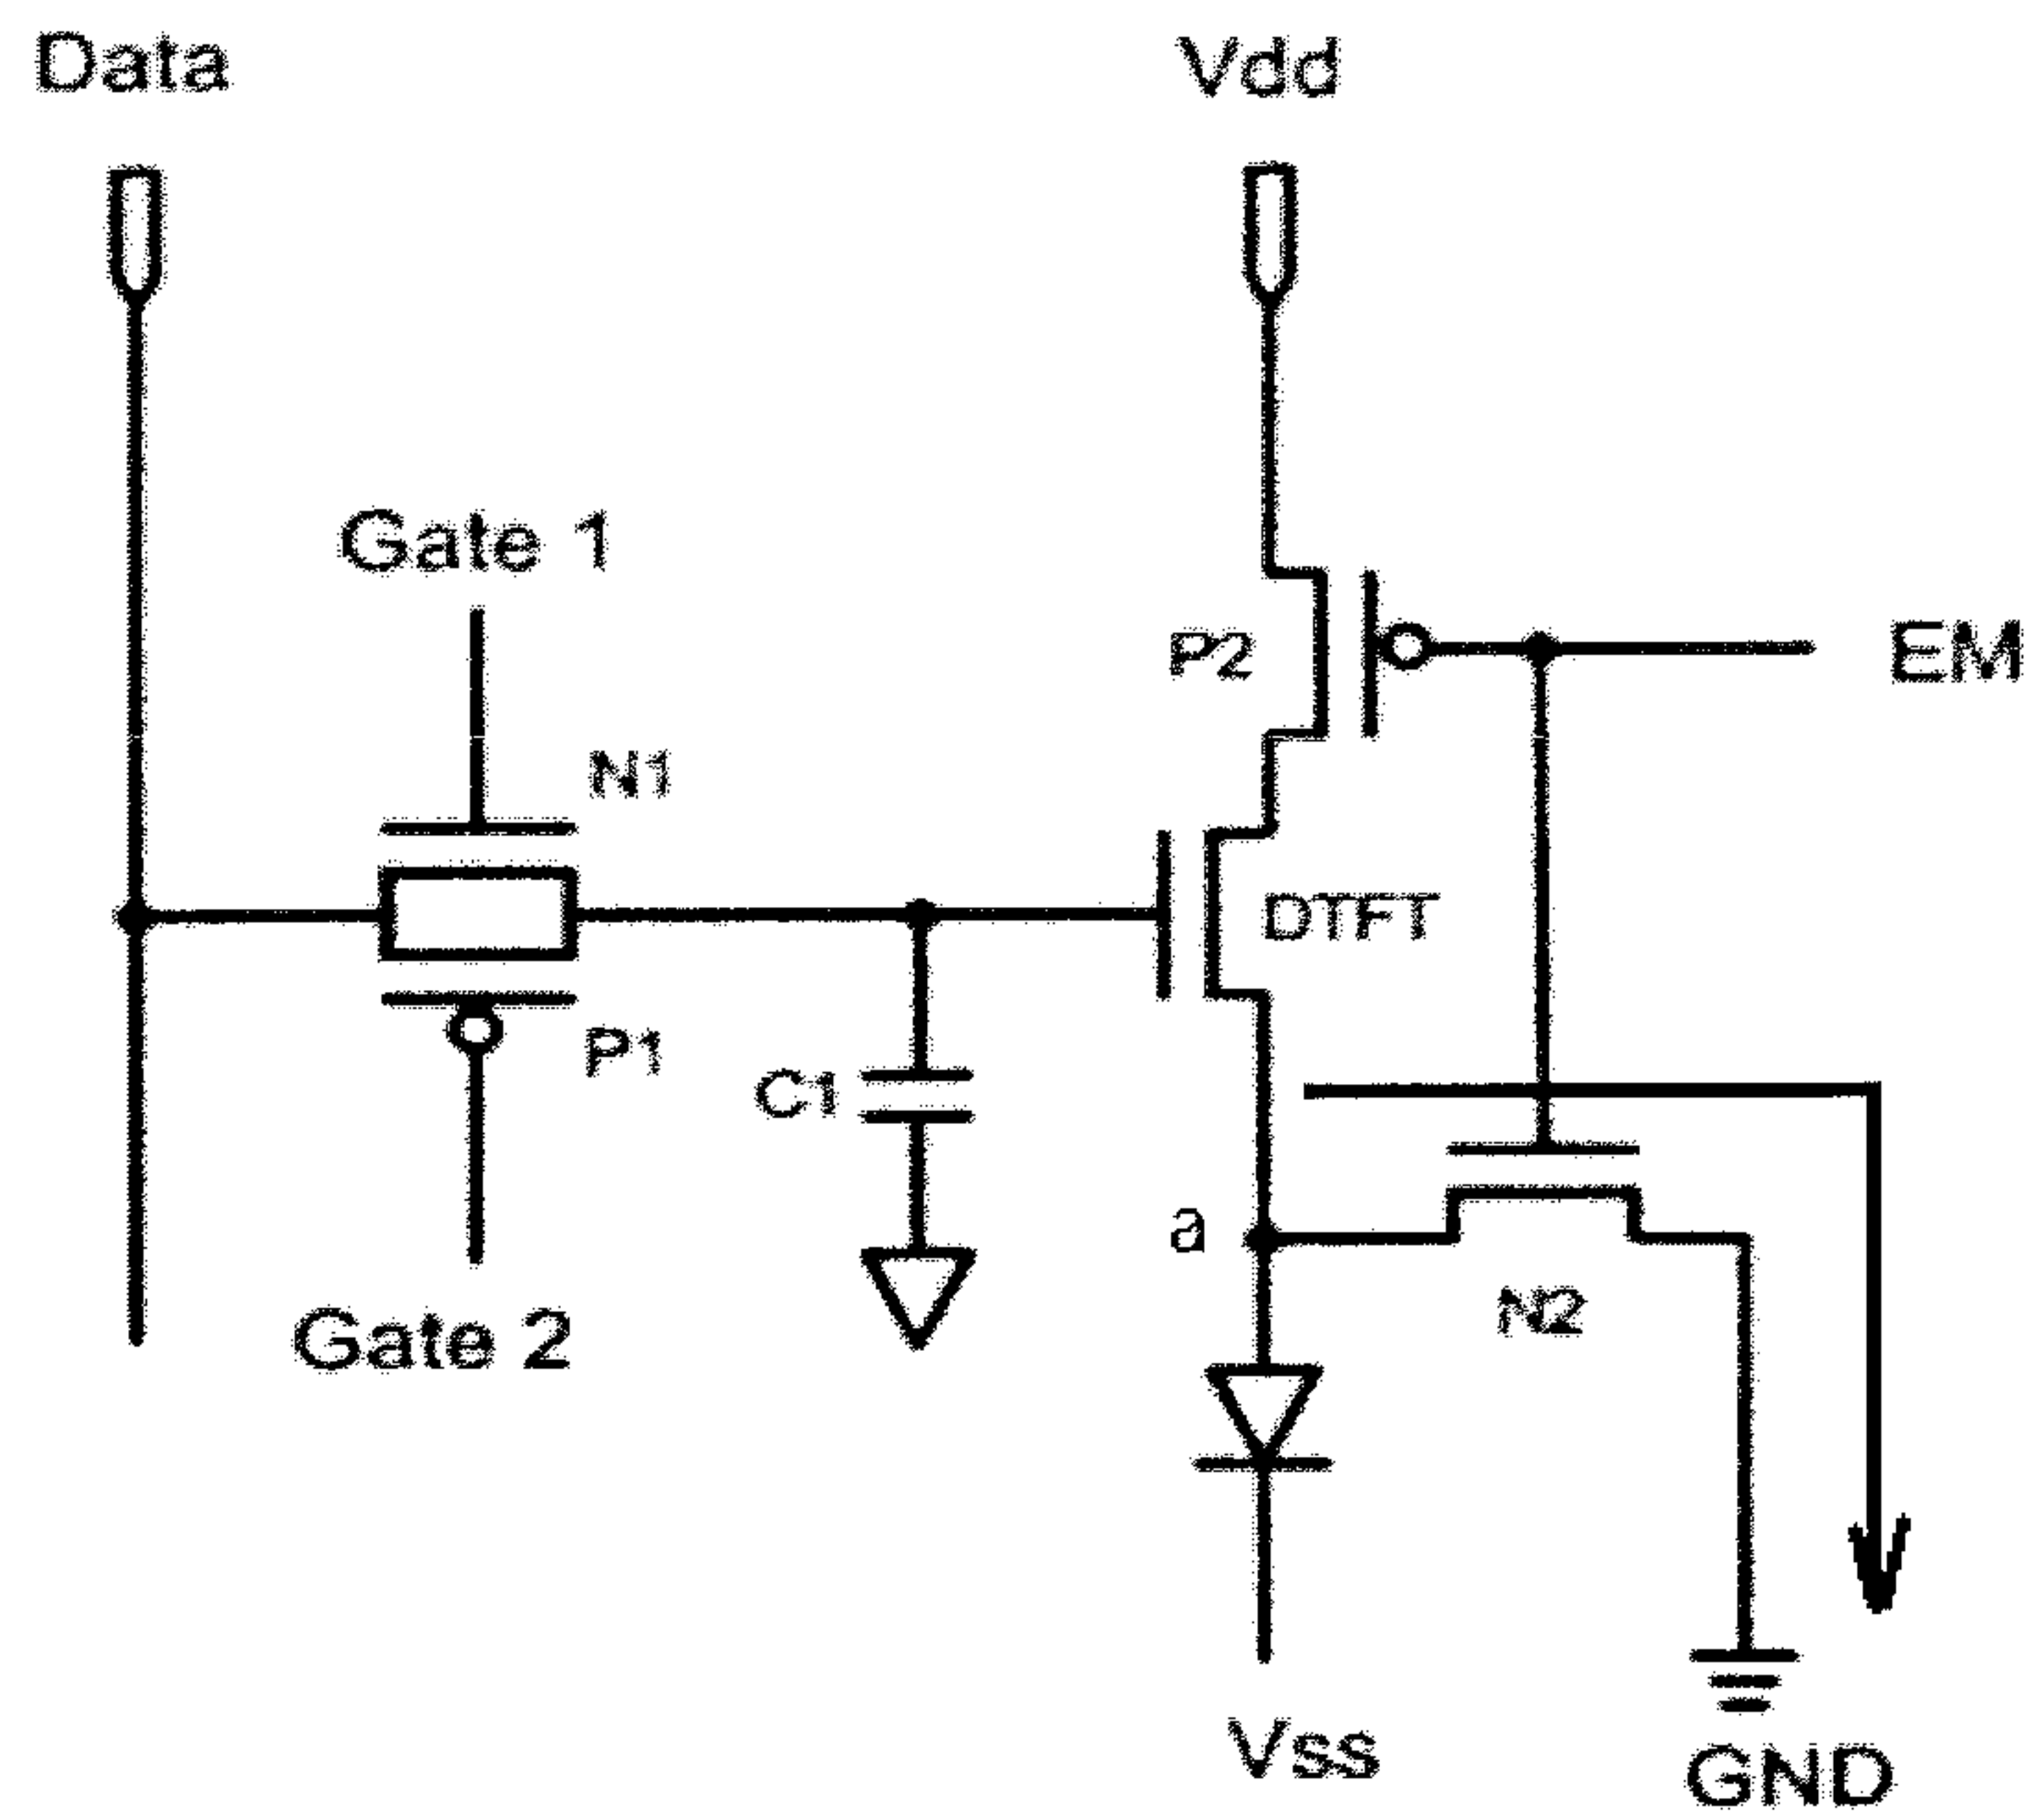 Data
Vdd
Gate 1
P2
EM
N1
DTFT
P1
C1
a
N2
Gate 2
Vss
GND